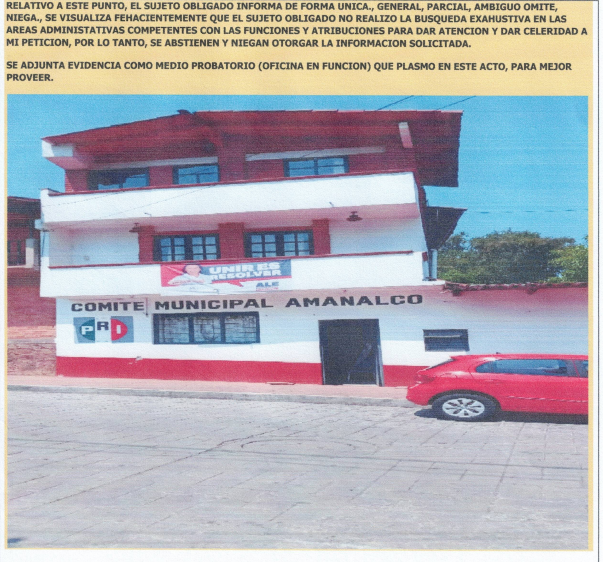 RELATIVO A ESTE PUNTO, EL SUJETO OBLIGADO INFORMA DE FORMA UNICA., GENERAL, PARCIAL, AMBIGUO OMITE,
NIEGA., SE VISUALIZA FEHACIENTEMENTE QUE EL SUJETO OBLIGADO NO REALIZO LA BUSQUEDA EXAHUSTIVA EN LAS
AREAS ADMINISTATIVAS COMPETENTES CON LAS FUNCIONES Y ATRIBUCIONES PARA DAR ATENCION Y DAR CELERIDAD A
MI PETICION, POR LO TANTO, SE ABSTIENEN Y NIEGAN OTORGAR LA INFORMACION SOLICITADA.
SE ADJUNTA EVIDENCIA COMO MEDIO PROBATORIO (OFICINA EN FUNCION) QUE PLASMO EN ESTE ACTO, PARA MEJOR
PROVEER.
UNIR ES
RESOLVER
ALE
COMITE MUNICIPAL AMANALCO
PRI